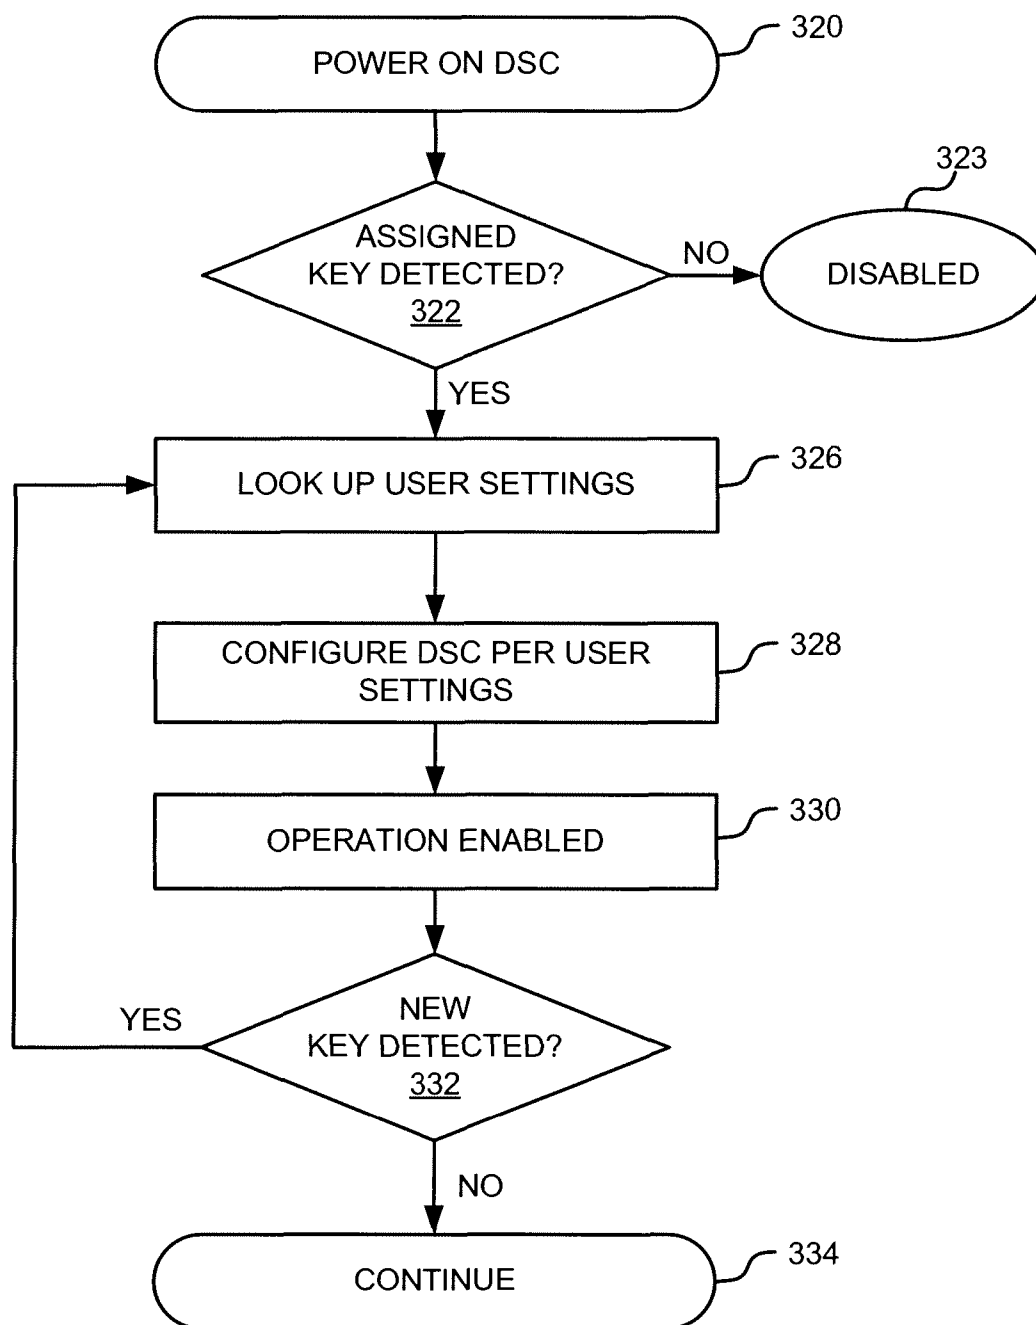 POWER ON DSC
320
ASSIGNED
KEY DETECTED?
322
NO
323
DISABLED
YES
LOOK UP USER SETTINGS
326
CONFIGURE DSC PER USER
SETTINGS
328
OPERATION ENABLED
330
NEW
KEY DETECTED?
332
YES
NO
CONTINUE
334